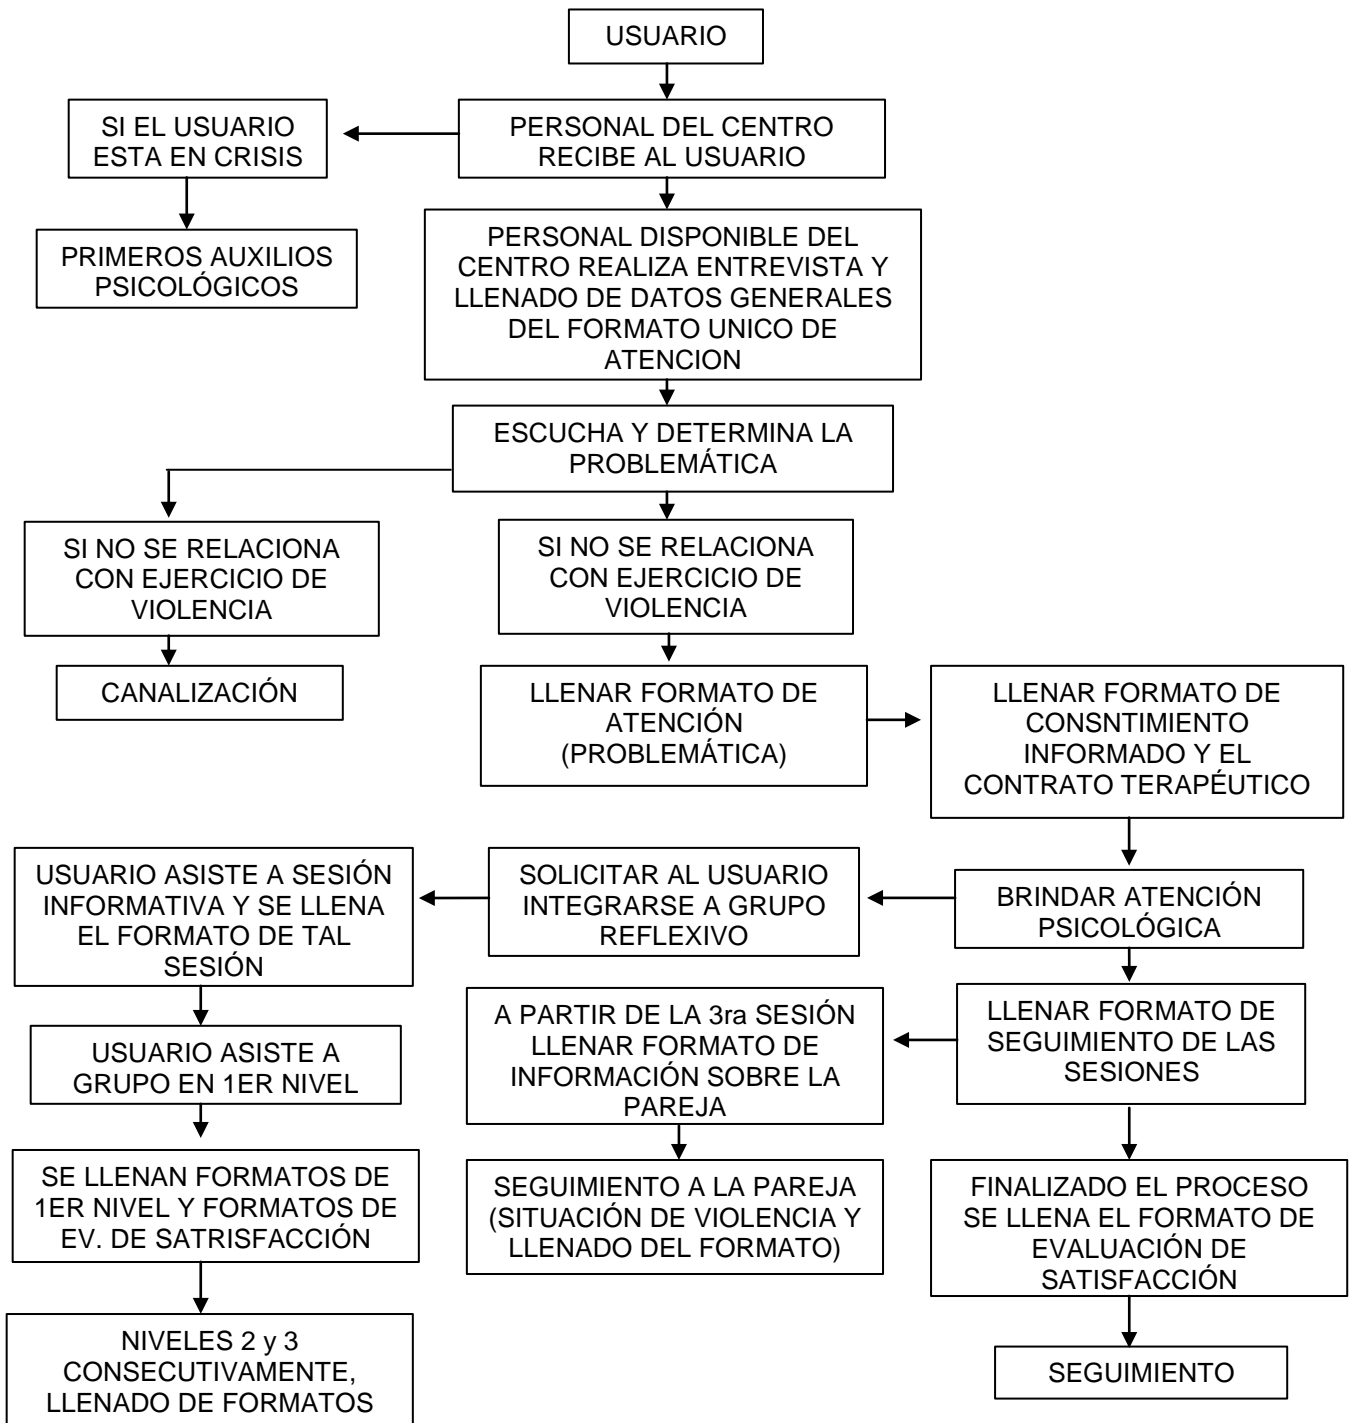 USUARIO
SI EL USUARIO
ESTA EN CRISIS
PERSONAL DEL CENTRO
RECIBE AL USUARIO
PRIMEROS AUXILIOS
PSICOLÓGICOS
PERSONAL DISPONIBLE DEL
CENTRO REALIZA ENTREVISTA Y
LLENADO DE DATOS GENERALES
DEL FORMATO UNICO DE
ATENCION
ESCUCHA Y DETERMINA LA
PROBLEMÁTICA
SI NO SE RELACIONA
CON EJERCICIO DE
VIOLENCIA
SI NO SE RELACIONA
CON EJERCICIO DE
VIOLENCIA
CANALIZACIÓN
LLENAR FORMATO DE
ATENCIÓN
(PROBLEMÁTICA)
LLENAR FORMATO DE
CONSNTIMIENTO
INFORMADO Y EL
CONTRATO TERAPÉUTICO
USUARIO ASISTE A SESIÓN
INFORMATIVA Y SE LLENA
EL FORMATO DE TAL
SESIÓN
SOLICITAR AL USUARIO
INTEGRARSE A GRUPO
REFLEXIVO
BRINDAR ATENCIÓN
PSICOLÓGICA
USUARIO ASISTE A
GRUPO EN 1ER NIVEL
A PARTIR DE LA 3ra SESIÓN
LLENAR FORMATO DE
INFORMACIÓN SOBRE LA
PAREJA
LLENAR FORMATO DE
SEGUIMIENTO DE LAS
SESIONES
SE LLENAN FORMATOS DE
1ER NIVEL Y FORMATOS DE
EV. DE SATRISFACCIÓN
SEGUIMIENTO A LA PAREJA
(SITUACIÓN DE VIOLENCIA Y
LLENADO DEL FORMATO)
FINALIZADO EL PROCESO
SE LLENA EL FORMATO DE
EVALUACIÓN DE
SATISFACCIÓN
NIVELES 2 y 3
CONSECUTIVAMENTE,
LLENADO DE FORMATOS
SEGUIMIENTO